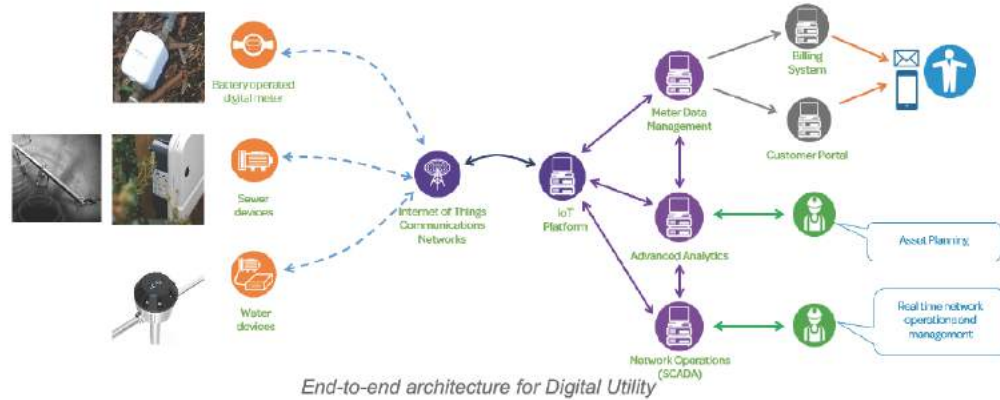 Battery operated
digital meter
Sewer
devices
Water
devices
Internet of Things
Communications
Networks
IoT
Platform
Meter Data
Management
Advanced Analytics
Network Operations
(SCADA)
Billing
System
Customer Portal
Asset Planning
Real time network
operations and
management
End-to-end architecture for Digital Utility